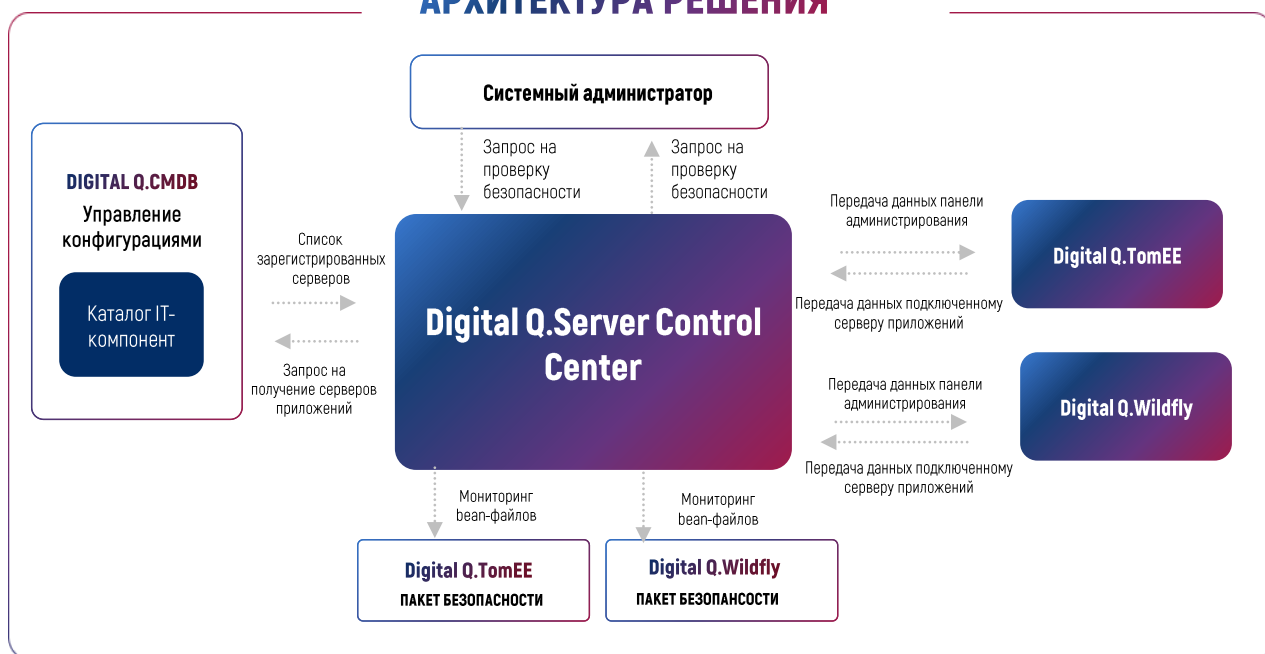 АРХИТЕКТУРА РЕШЕНИЯ
Системный администратор
Запрос на
проверку
безопасности
Запрос на
проверку
безопасности
DIGITAL Q.CMDB
Управление
конфигурациями
Каталог IT-
компонент
Список
зарегистрированных
серверов
Запрос на
получение серверов
приложений
Digital Q.Server Control
Center
Передача данных панели
администрирования
Передача данных подключенному
серверу приложений
Digital Q.TomEE
Передача данных панели
администрирования
Передача данных подключенному
серверу приложений
Digital Q.Wildfly
Мониторинг
bean-файлов
Мониторинг
bean-файлов
Digital Q.TomEE
ПАКЕТ БЕЗОПАСНОСТИ
Digital Q.Wildfly
ПАКЕТ БЕЗОПАНСОСТИ